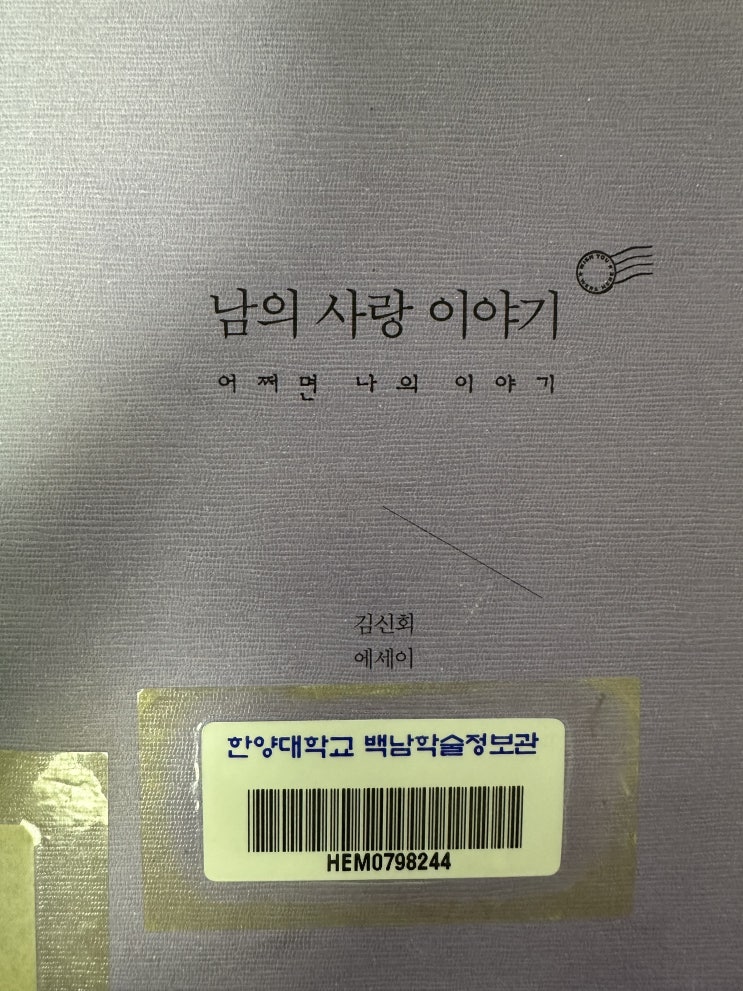 남의 사랑 이야기
어쩌면 나의 이야기
김신회
에세이
한양대학교 백남학술정보관
HEM0798244